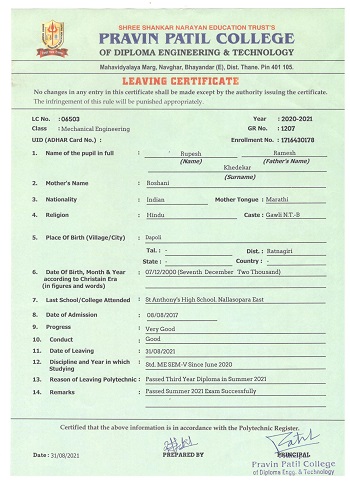 SHREE SHANKAR NARAYAN EDUCATION TRUST'S
PRAVIN PATIL COLLEGE
OF DIPLOMA ENGINEERING & TECHNOLOGY
Mahavidyalaya Marg, Navghar, Bhayandar (E), Dist. Thane. Pin 401 105.
LEAVING CERTIFICATE
No changes in any entry in this certificate shall be made except by the authority issuing the certificate.
The infringement of this rule will be punished appropriately.
LC No. : 06503 Year : 2020-2021
Class : Mechanical Engineering GR No. : 1207
UID (ADHAR Card No.) : Enrollment No. : 1716430178
1. Name of the pupil in full : Rupesh Ramesh
(Name) (Father's Name)
Khedekar
(Surname)
2. Mother's Name : Roshani
3. Nationality : Indian Mother Tongue : Marathi
4. Religion : Hindu Caste : Gawli N.T.-B
5. Place Of Birth (Village/City) : Dapoli
Tal. : - Dist. : Ratnagiri
State : - Country : -
6. Date Of Birth, Month & Year : 07/12/2000 (Seventh December Two Thousand)
according to Christain Era
(in figures and words)
7. Last School/College Attended : St Anthony's High School, Nallasopara East
8. Date of Admission : 08/08/2017
9. Progress : Very Good
10. Conduct : Good
11. Date of Leaving : 31/08/2021
12. Discipline and Year in which : Std. ME SEM-V Since June 2020
Studying
13. Reason of Leaving Polytechnic : Passed Third Year Diploma in Summer 2021
14. Remarks : Passed Summer 2021 Exam Successfully
Certified that the above information is in accordance with the Polytechnic Register.
Date : 31/08/2021 PREPARED BY PRINCIPAL
Pravin Patil College
of Diploma Engg. & Technology